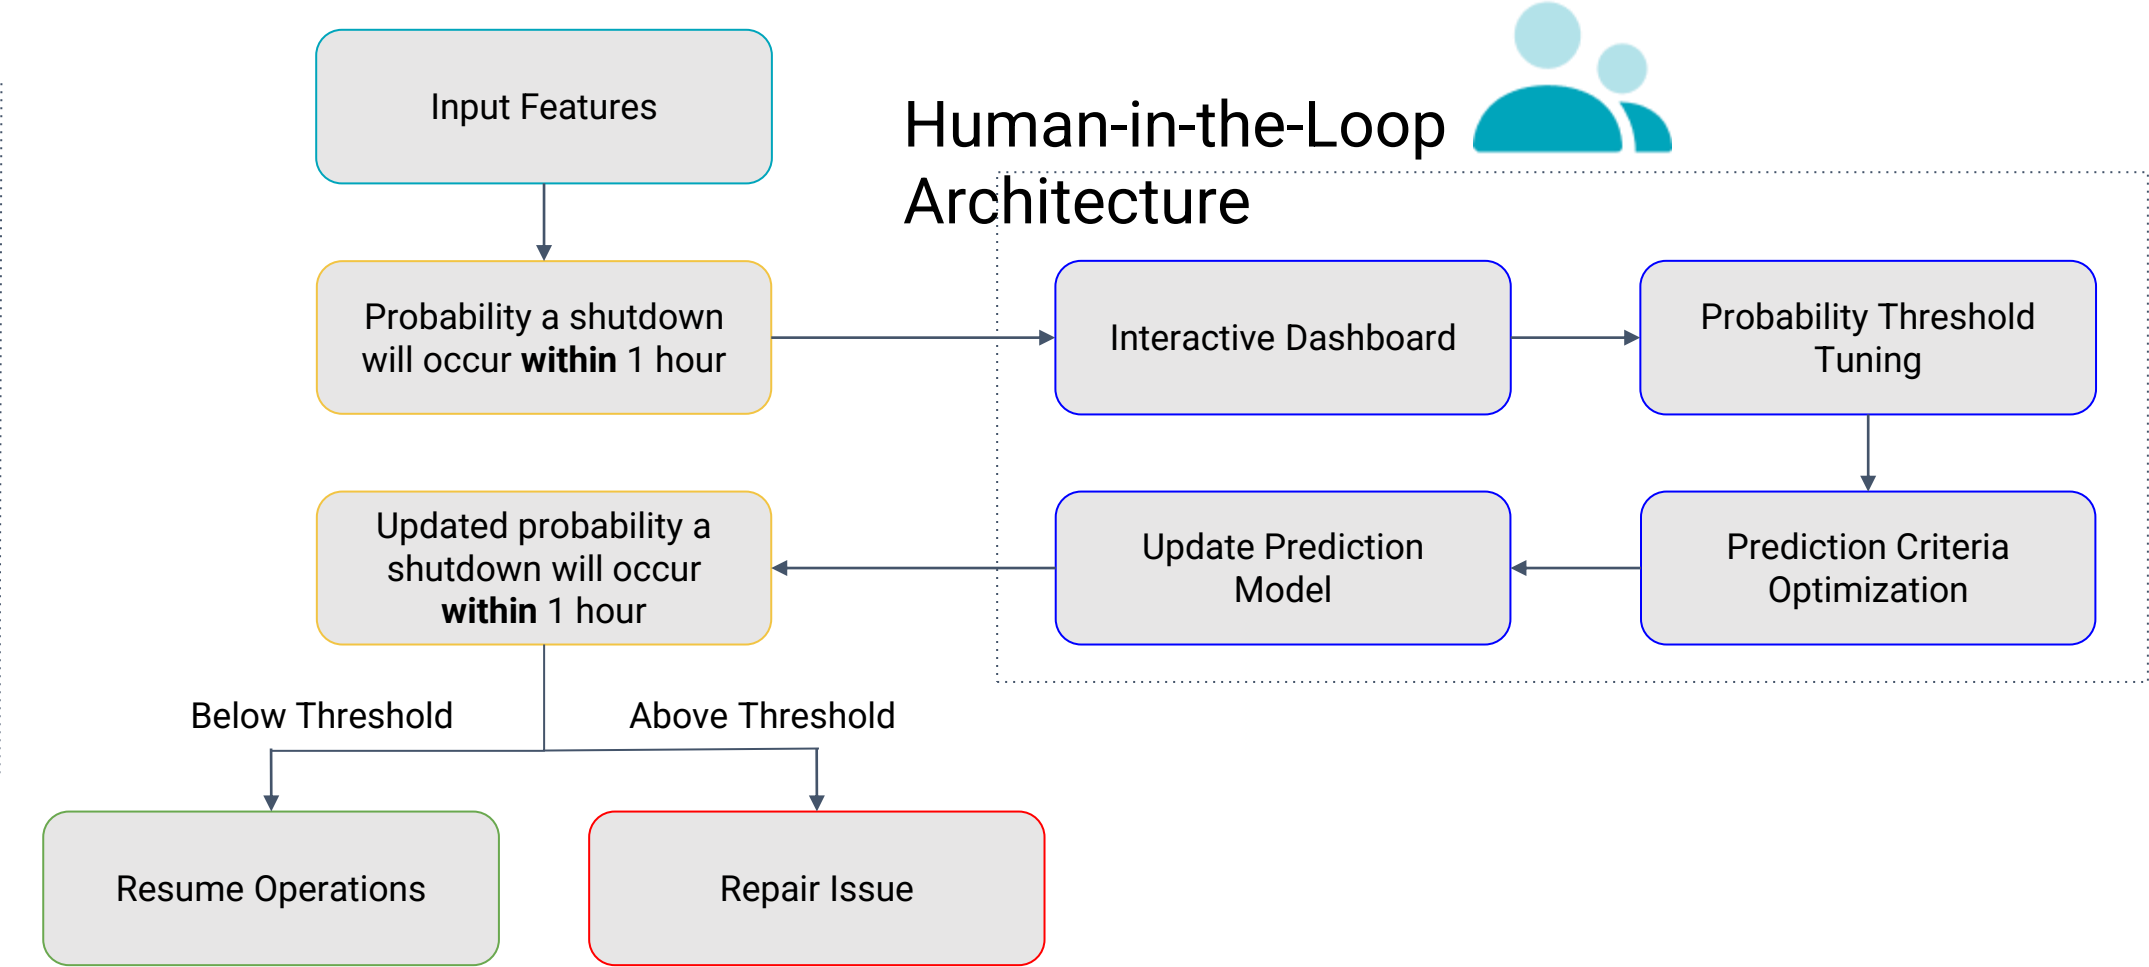 Input Features
Human-in-the-Loop
Architecture
Probability a shutdown
will occur within 1 hour
Interactive Dashboard
Probability Threshold
Tuning
Updated probability a
shutdown will occur
within 1 hour
Update Prediction
Model
Prediction Criteria
Optimization
Below Threshold
Above Threshold
Resume Operations
Repair Issue